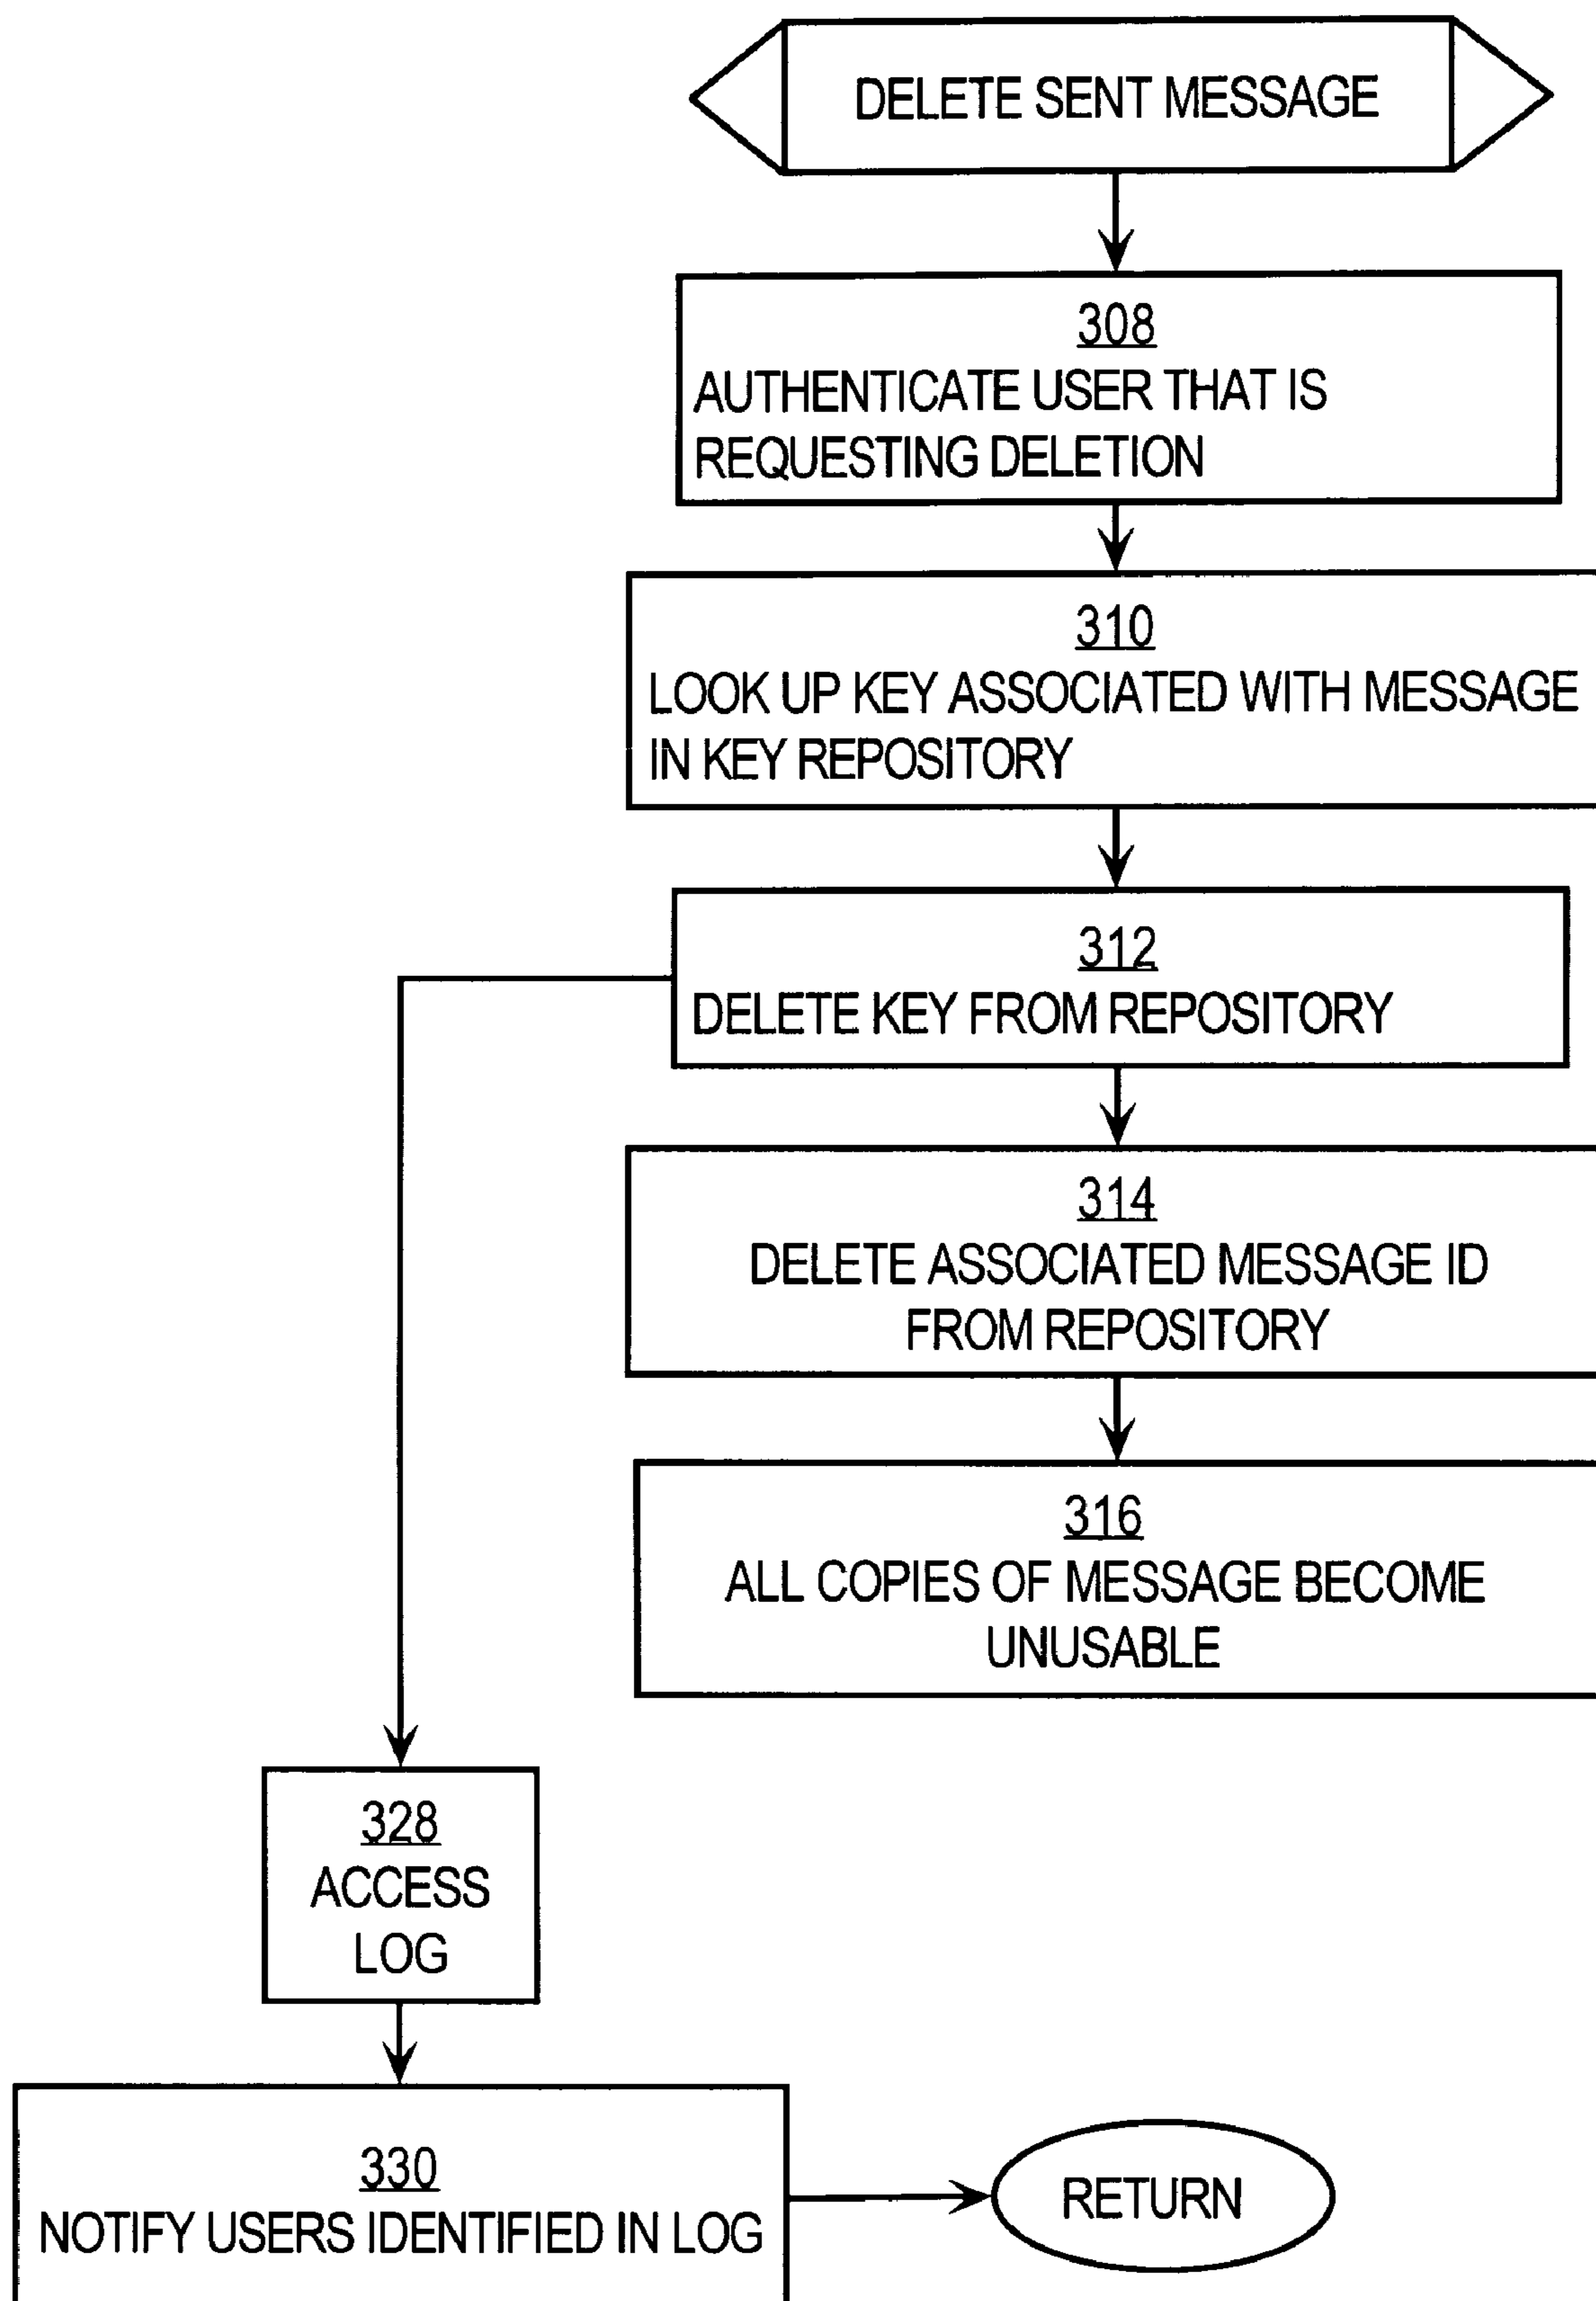 DELETE SENT MESSAGE
308
AUTHENTICATE USER THAT IS
REQUESTING DELETION
310
LOOK UP KEY ASSOCIATED WITH MESSAGE
IN KEY REPOSITORY
312
DELETE KEY FROM REPOSITORY
314
DELETE ASSOCIATED MESSAGE ID
FROM REPOSITORY
316
ALL COPIES OF MESSAGE BECOME
UNUSABLE
328
ACCESS
LOG
330
NOTIFY USERS IDENTIFIED IN LOG
RETURN